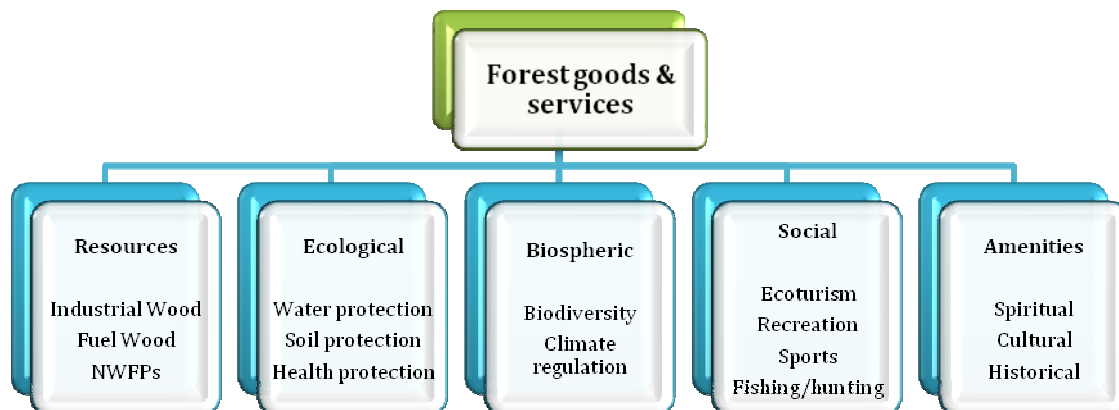 Forest goods &
services
Resources
Industrial Wood
Fuel Wood
NWFPs
Ecological
Water protection
Soil protection
Health protection
Biospheric
Biodiversity
Climate
regulation
Social
Ecoturism
Recreation
Sports
Fishing/hunting
Amenities
Spiritual
Cultural
Historical